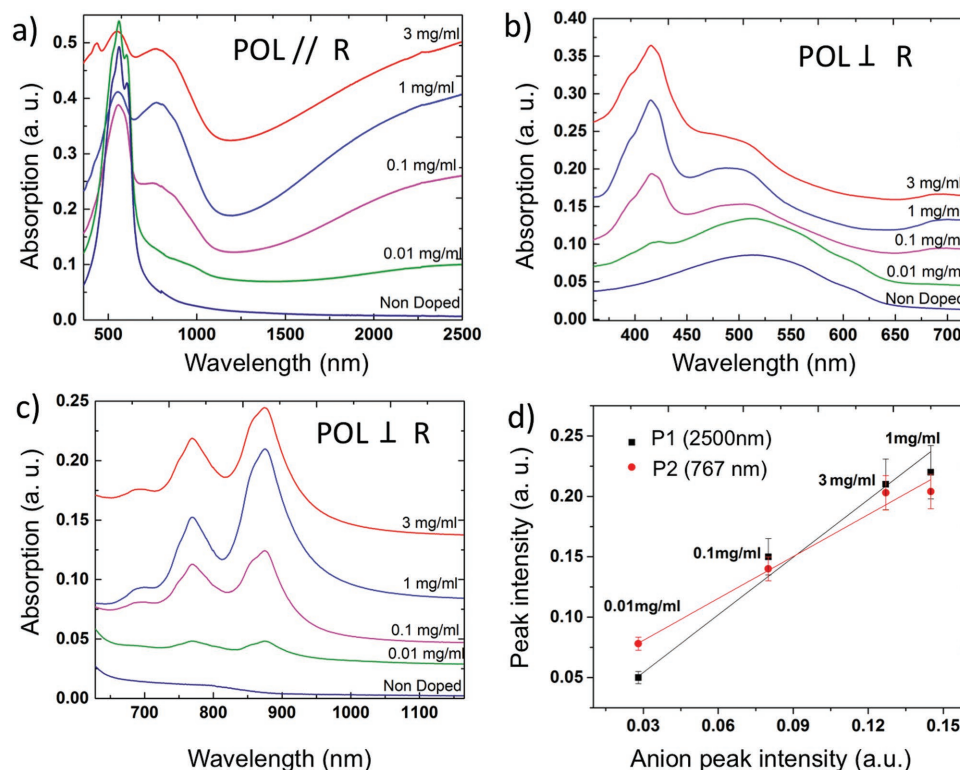 a)
POL // R
3 mg/ml
1 mg/ml
0.1 mg/ml
0.01 mg/ml
Non Doped
Absorption (a. u.)
0.5
0.4
0.3
0.2
0.1
0.0
500 1000 1500 2000 2500
Wavelength (nm)
b)
POL ⊥ R
3 mg/ml
1 mg/ml
0.1 mg/ml
0.01 mg/ml
Non Doped
Absorption (a. u.)
0.40
0.35
0.30
0.25
0.20
0.15
0.10
0.05
0.00
400 450 500 550 600 650 700
Wavelength (nm)
c)
POL ⊥ R
3 mg/ml
1 mg/ml
0.1 mg/ml
0.01 mg/ml
Non Doped
Absorption (a. u.)
0.25
0.20
0.15
0.10
0.05
0.00
700 800 900 1000 1100
Wavelength (nm)
d)
P1 (2500nm)
P2 (767 nm)
1mg/ml
3 mg/ml
0.1mg/ml
0.01mg/ml
Peak intensity (a.u.)
0.25
0.20
0.15
0.10
0.05
0.03 0.06 0.09 0.12 0.15
Anion peak intensity (a.u.)